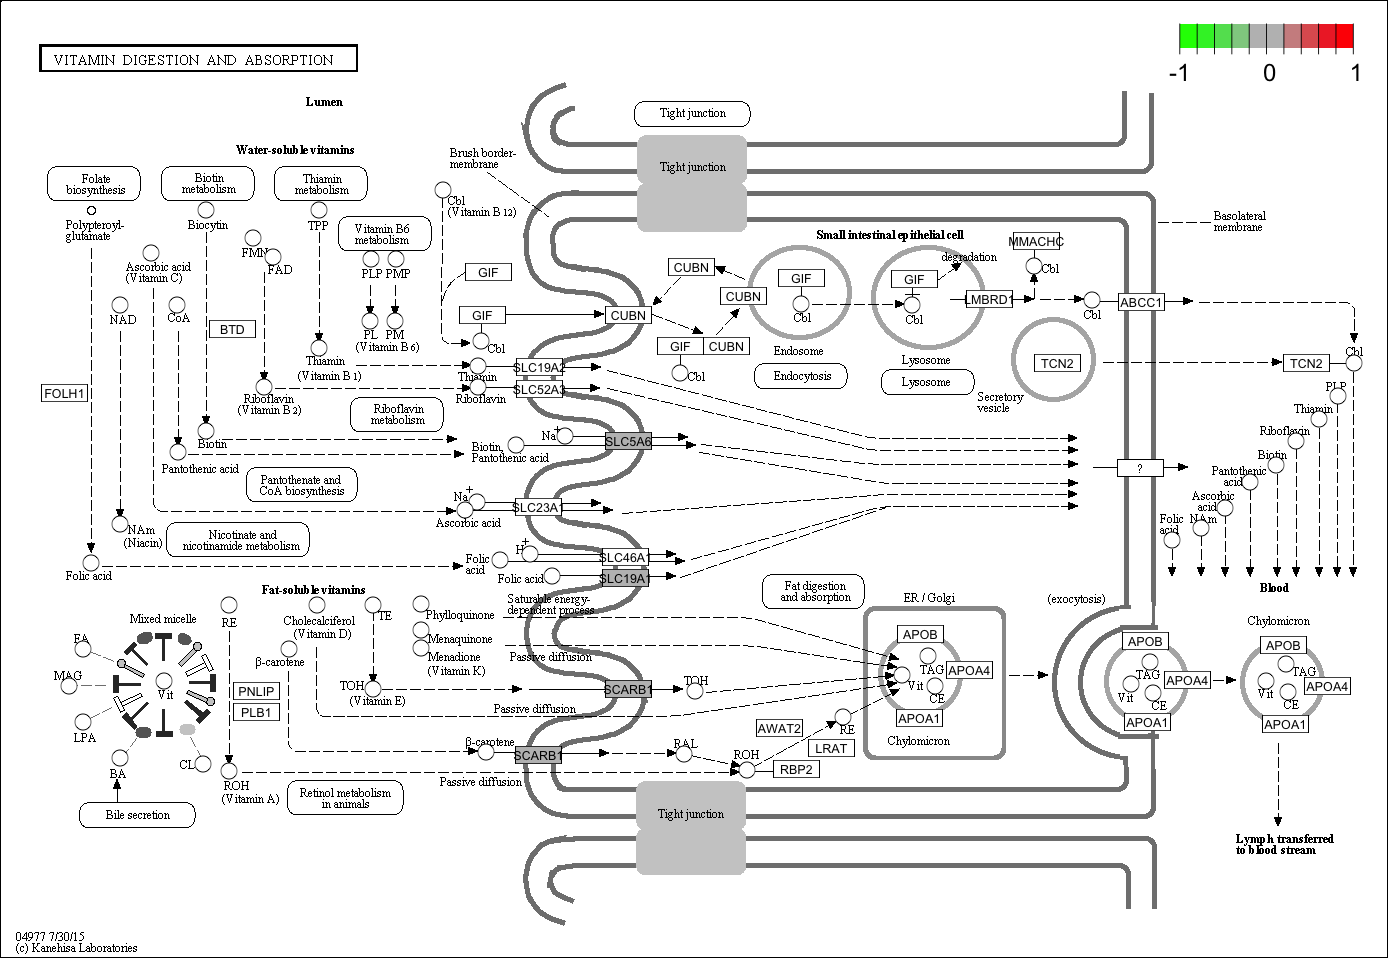 VITAMIN DIGESTION AND ABSORPTION
-1
0
1
Lumen
Tight junction
Tight junction
Water-soluble vitamins
Brush border-
membrane
Folate
biosynthesis
Biotin
metabolism
Thiamin
metabolism
Vitamin B6
metabolism
Cbl
(Vitamin B 12)
Basolateral
membrane
Polypteroyl-
glutamate
Biocytin
TPP
FMN
FAD
PLP
PMP
Ascorbic acid
(Vitamin C)
Small intestinal epithelial cell
MMACHC
degradation
Cbl
GIF
CUBN
GIF
GIF
CUBN
LMBRD1
Cbl
ABCC1
NAD
CoA
BTD
PL
PM
(Vitamin B 6)
GIF
Cbl
CUBN
Cbl
Cbl
GIF
CUBN
Cbl
Endosome
Lysosome
Endocytosis
Lysosome
TCN2
Secretory
vesicle
TCN2
Cbl
Thiamin
(Vitamin B 1)
Thiamin
SLC19A2
Riboflavin
SLC52A3
FOLH1
Riboflavin
(Vitamin B 2)
Riboflavin
metabolism
PLP
Thiamin
Riboflavin
Biotin
Pantothenic
acid
Ascorbic
acid
NAm
Folic
acid
Biotin
Pantothenic acid
Na
+
Biotin,
Pantothenic acid
SLC5A6
?
Pantothenate and
CoA biosynthesis
Na
+
Ascorbic acid
SLC23A1
NAm
(Niacin)
Nicotinate and
nicotinamide metabolism
Folic acid
Folic
acid
H
+
SLC46A1
Folic acid
SLC19A1
Blood
Fat-soluble vitamins
Saturable energy-
dependent process
Fat digestion
and absorption
ER / Golgi
(exocytosis)
Mixed micelle
RE
Cholecalciferol
(Vitamin D)
TE
Phylloquinone
Menaquinone
Menadione
(Vitamin K)
Passive diffusion
Chylomicron
FA
MAG
LPA
BA
CL
Vit
β-carotene
PNLIP
PLB1
TOH
(Vitamin E)
SCARB1
TOH
Passive diffusion
APOB
TAG
APOA4
Vit
CE
APOA1
Chylomicron
APOB
TAG
APOA4
Vit
CE
APOA1
APOB
TAG
APOA4
Vit
CE
APOA1
β-carotene
SCARB1
RAL
ROH
AWAT2
RE
LRAT
RBP2
ROH
(Vitamin A)
Passive diffusion
Retinol metabolism
in animals
Bile secretion
Tight junction
Lymph transferred
to blood stream
04977 7/30/15
(c) Kanehisa Laboratories